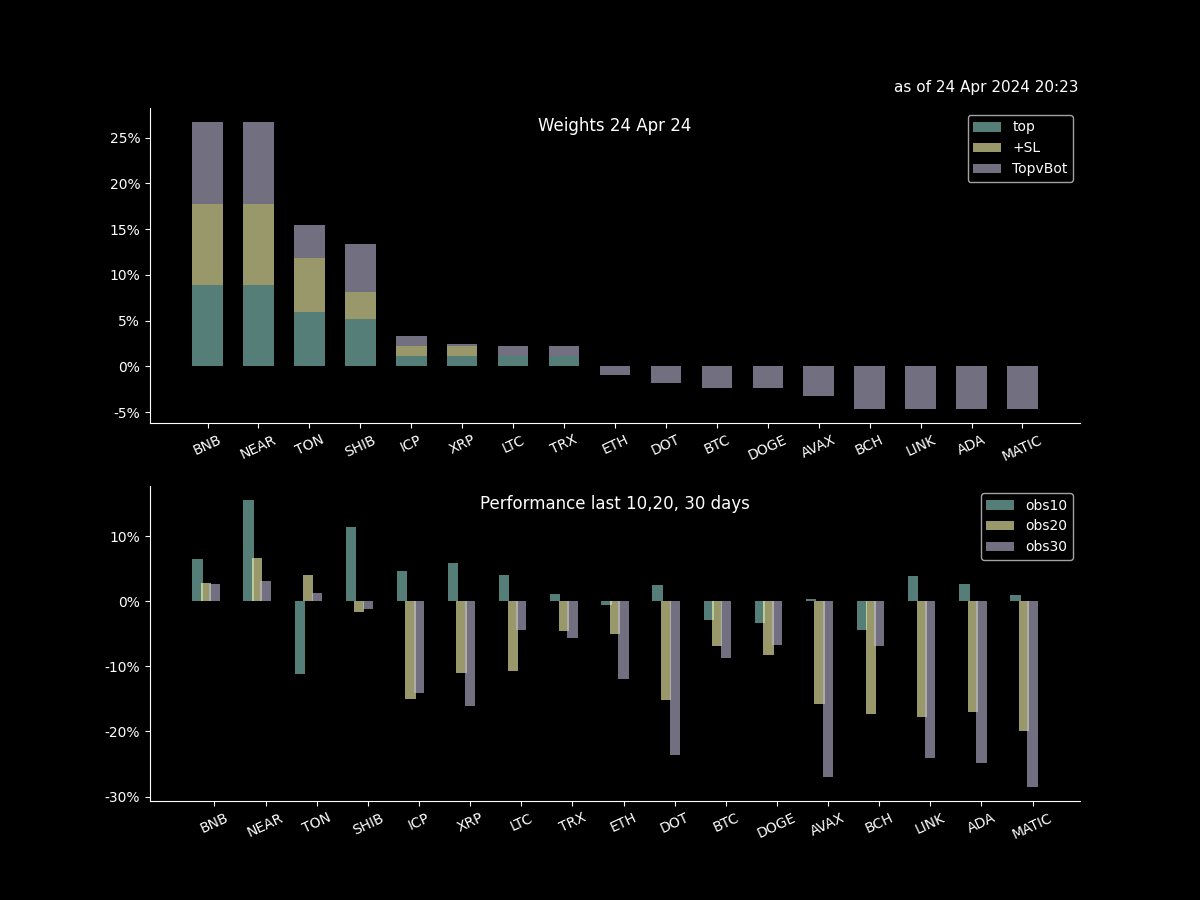 as of 24 Apr 2024 20:23
Weights 24 Apr 24
top
+SL
TopvBot
25%
20%
15%
10%
5%
0%
-5%
BNB NEAR TON SHIB ICP XRP LTC TRX ETH DOT BTC DOGE AVAX BCH LINK ADA MATIC
Performance last 10,20, 30 days
obs10
obs20
obs30
10%
0%
-10%
-20%
-30%
BNB NEAR TON SHIB ICP XRP LTC TRX ETH DOT BTC DOGE AVAX BCH LINK ADA MATIC